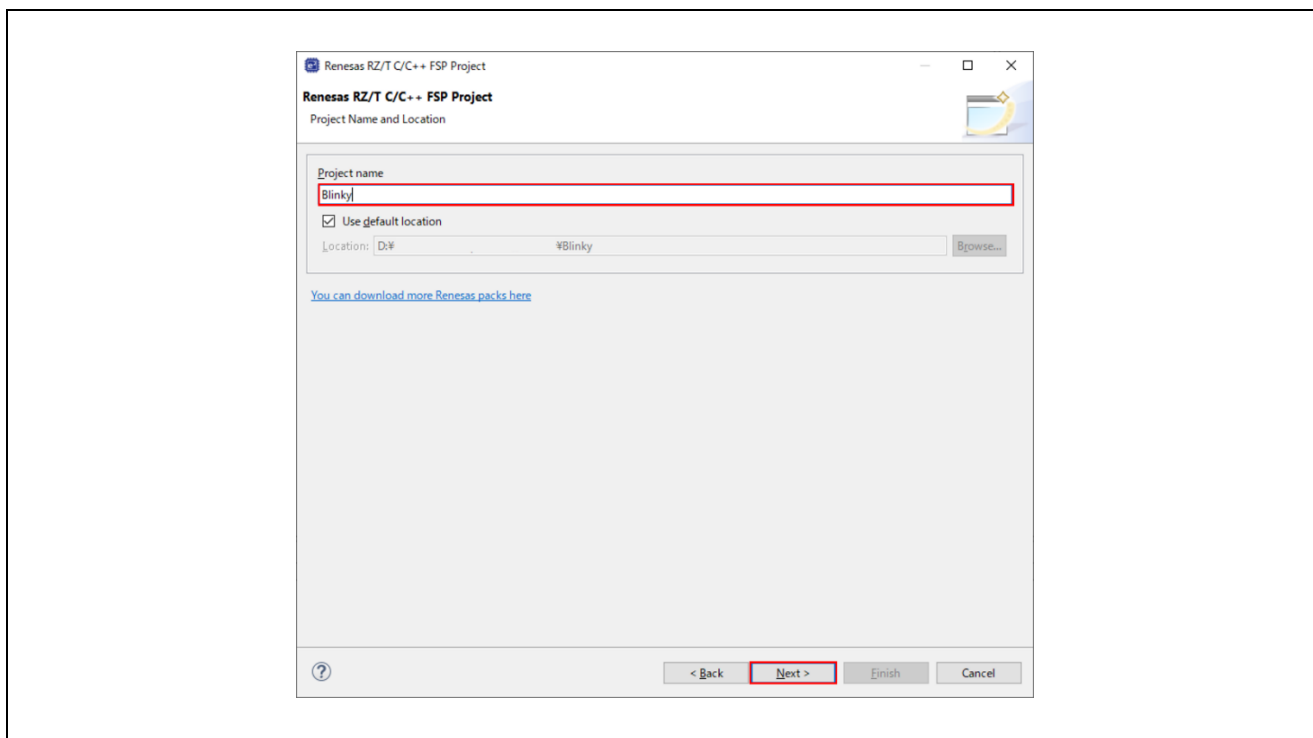 Renesas RZ/T C/C++ FSP Project
Renesas RZ/T C/C++ FSP Project
Project Name and Location
Project name
Blinky
Use default location
Location: D:¥ ¥Blinky Browse...
You can download more Renesas packs here
< Back Next > Finish Cancel